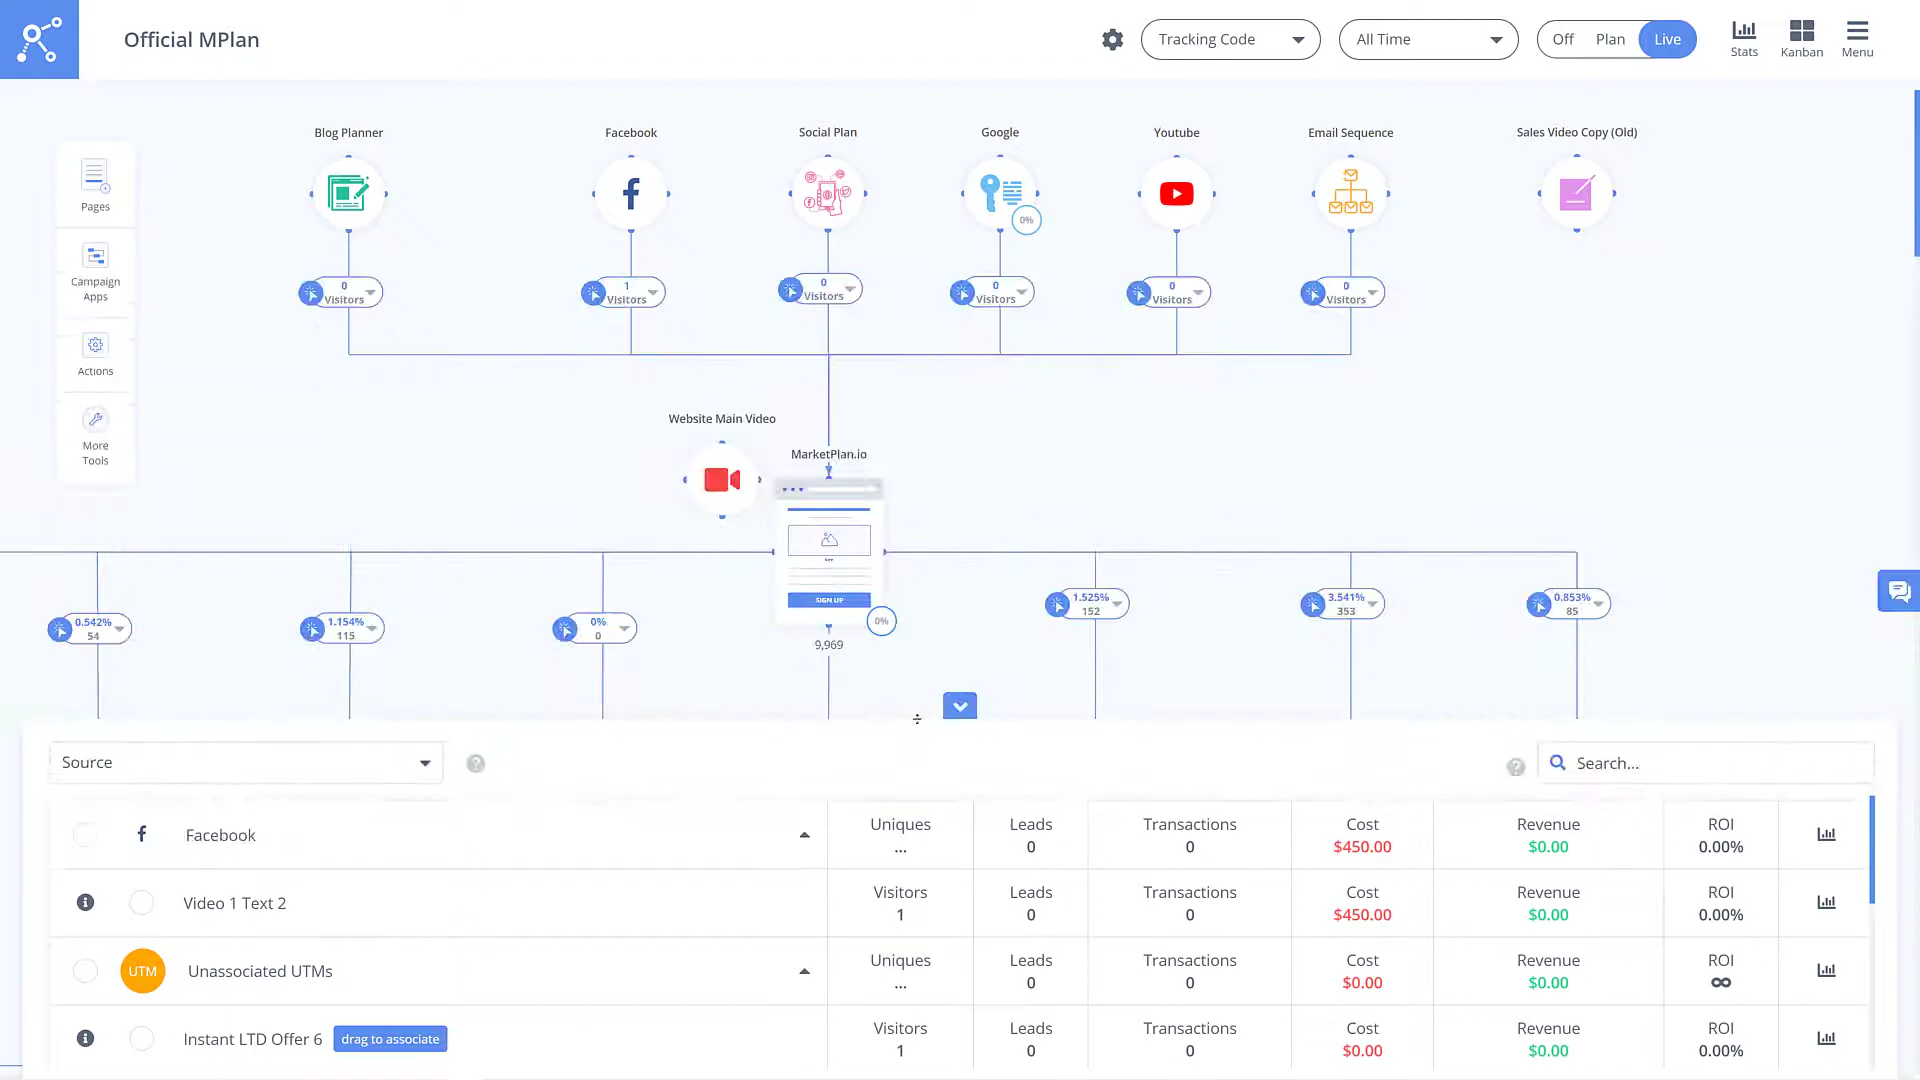 Official MPlan
Tracking Code
All Time
Off Plan Live
Stats
Kanban
Menu
Blog Planner
Facebook
Social Plan
Google
Youtube
Email Sequence
Sales Video Copy (Old)
Pages
Campaign
Apps
Actions
More
Tools
0%
0
Visitors
1
Visitors
0
Visitors
0
Visitors
0
Visitors
0
Visitors
Website Main Video
MarketPlan.io
SIGN UP
0%
9,969
0.542%
54
1.154%
115
0%
0
1.525%
152
3.541%
353
0.853%
85
Source
Search...
Facebook
Uniques
...
Leads
0
Transactions
0
Cost
$450.00
Revenue
$0.00
ROI
0.00%
Video 1 Text 2
Visitors
1
Leads
0
Transactions
0
Cost
$450.00
Revenue
$0.00
ROI
0.00%
UTM
Unassociated UTMs
Uniques
...
Leads
0
Transactions
0
Cost
$0.00
Revenue
$0.00
ROI
∞
Instant LTD Offer 6
drag to associate
Visitors
1
Leads
0
Transactions
0
Cost
$0.00
Revenue
$0.00
ROI
0.00%